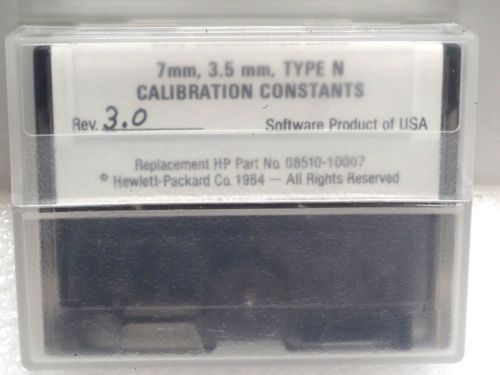 7mm, 3.5 mm, TYPE N
CALIBRATION CONSTANTS
Rev. 3.0 Software Product of USA
Replacement HP Part No. 08510-10007
© Hewlett-Packard Co. 1984 — All Rights Reserved